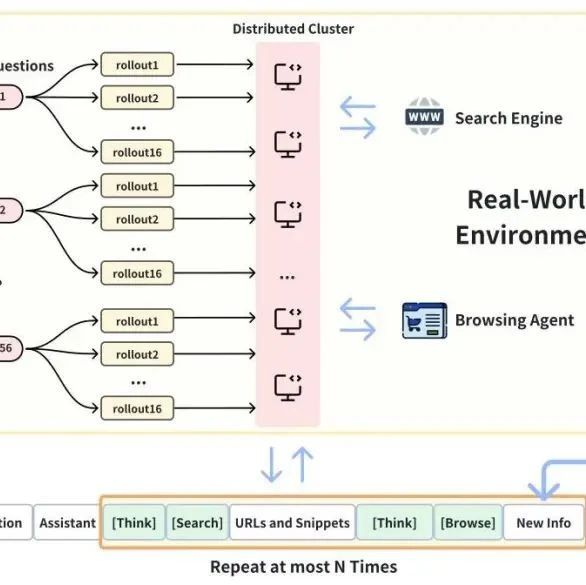 Distributed Cluster
uestions
1
rollout1
rollout2
...
rollout16
2
rollout1
rollout2
...
rollout16
56
rollout1
rollout2
...
rollout16
...
WWW
Search Engine
Real-Worl
Environme
Browsing Agent
tion
Assistant
[Think]
[Search]
URLs and Snippets
[Think]
[Browse]
New Info
Repeat at most N Times